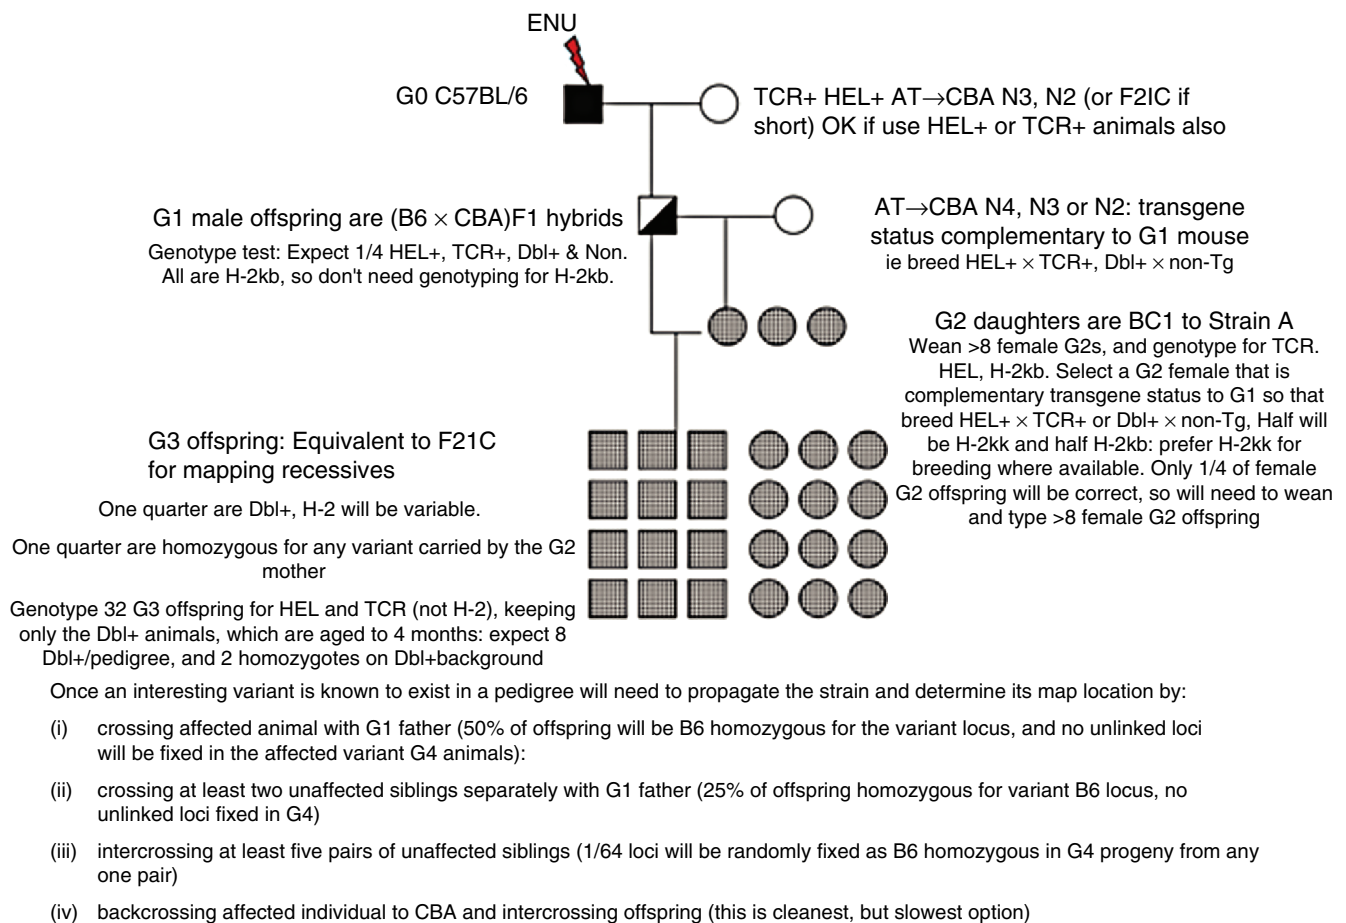 ENU
G0 C57BL/6
TCR+ HEL+ AT→CBA N3, N2 (or F2IC if
short) OK if use HEL+ or TCR+ animals also
G1 male offspring are (B6 × CBA)F1 hybrids
Genotype test: Expect 1/4 HEL+, TCR+, Dbl+ & Non.
All are H-2kb, so don't need genotyping for H-2kb.
AT→CBA N4, N3 or N2: transgene
status complementary to G1 mouse
ie breed HEL+ × TCR+, Dbl+ × non-Tg
G2 daughters are BC1 to Strain A
Wean >8 female G2s, and genotype for TCR.
HEL, H-2kb. Select a G2 female that is
complementary transgene status to G1 so that
breed HEL+ × TCR+ or Dbl+ × non-Tg, Half will
be H-2kk and half H-2kb: prefer H-2kk for
breeding where available. Only 1/4 of female
G2 offspring will be correct, so will need to wean
and type >8 female G2 offspring
G3 offspring: Equivalent to F21C
for mapping recessives
One quarter are Dbl+, H-2 will be variable.
One quarter are homozygous for any variant carried by the G2
mother
Genotype 32 G3 offspring for HEL and TCR (not H-2), keeping
only the Dbl+ animals, which are aged to 4 months: expect 8
Dbl+/pedigree, and 2 homozygotes on Dbl+background
Once an interesting variant is known to exist in a pedigree will need to propagate the strain and determine its map location by:
(i) crossing affected animal with G1 father (50% of offspring will be B6 homozygous for the variant locus, and no unlinked loci
will be fixed in the affected variant G4 animals):
(ii) crossing at least two unaffected siblings separately with G1 father (25% of offspring homozygous for variant B6 locus, no
unlinked loci fixed in G4)
(iii) intercrossing at least five pairs of unaffected siblings (1/64 loci will be randomly fixed as B6 homozygous in G4 progeny from any
one pair)
(iv) backcrossing affected individual to CBA and intercrossing offspring (this is cleanest, but slowest option)